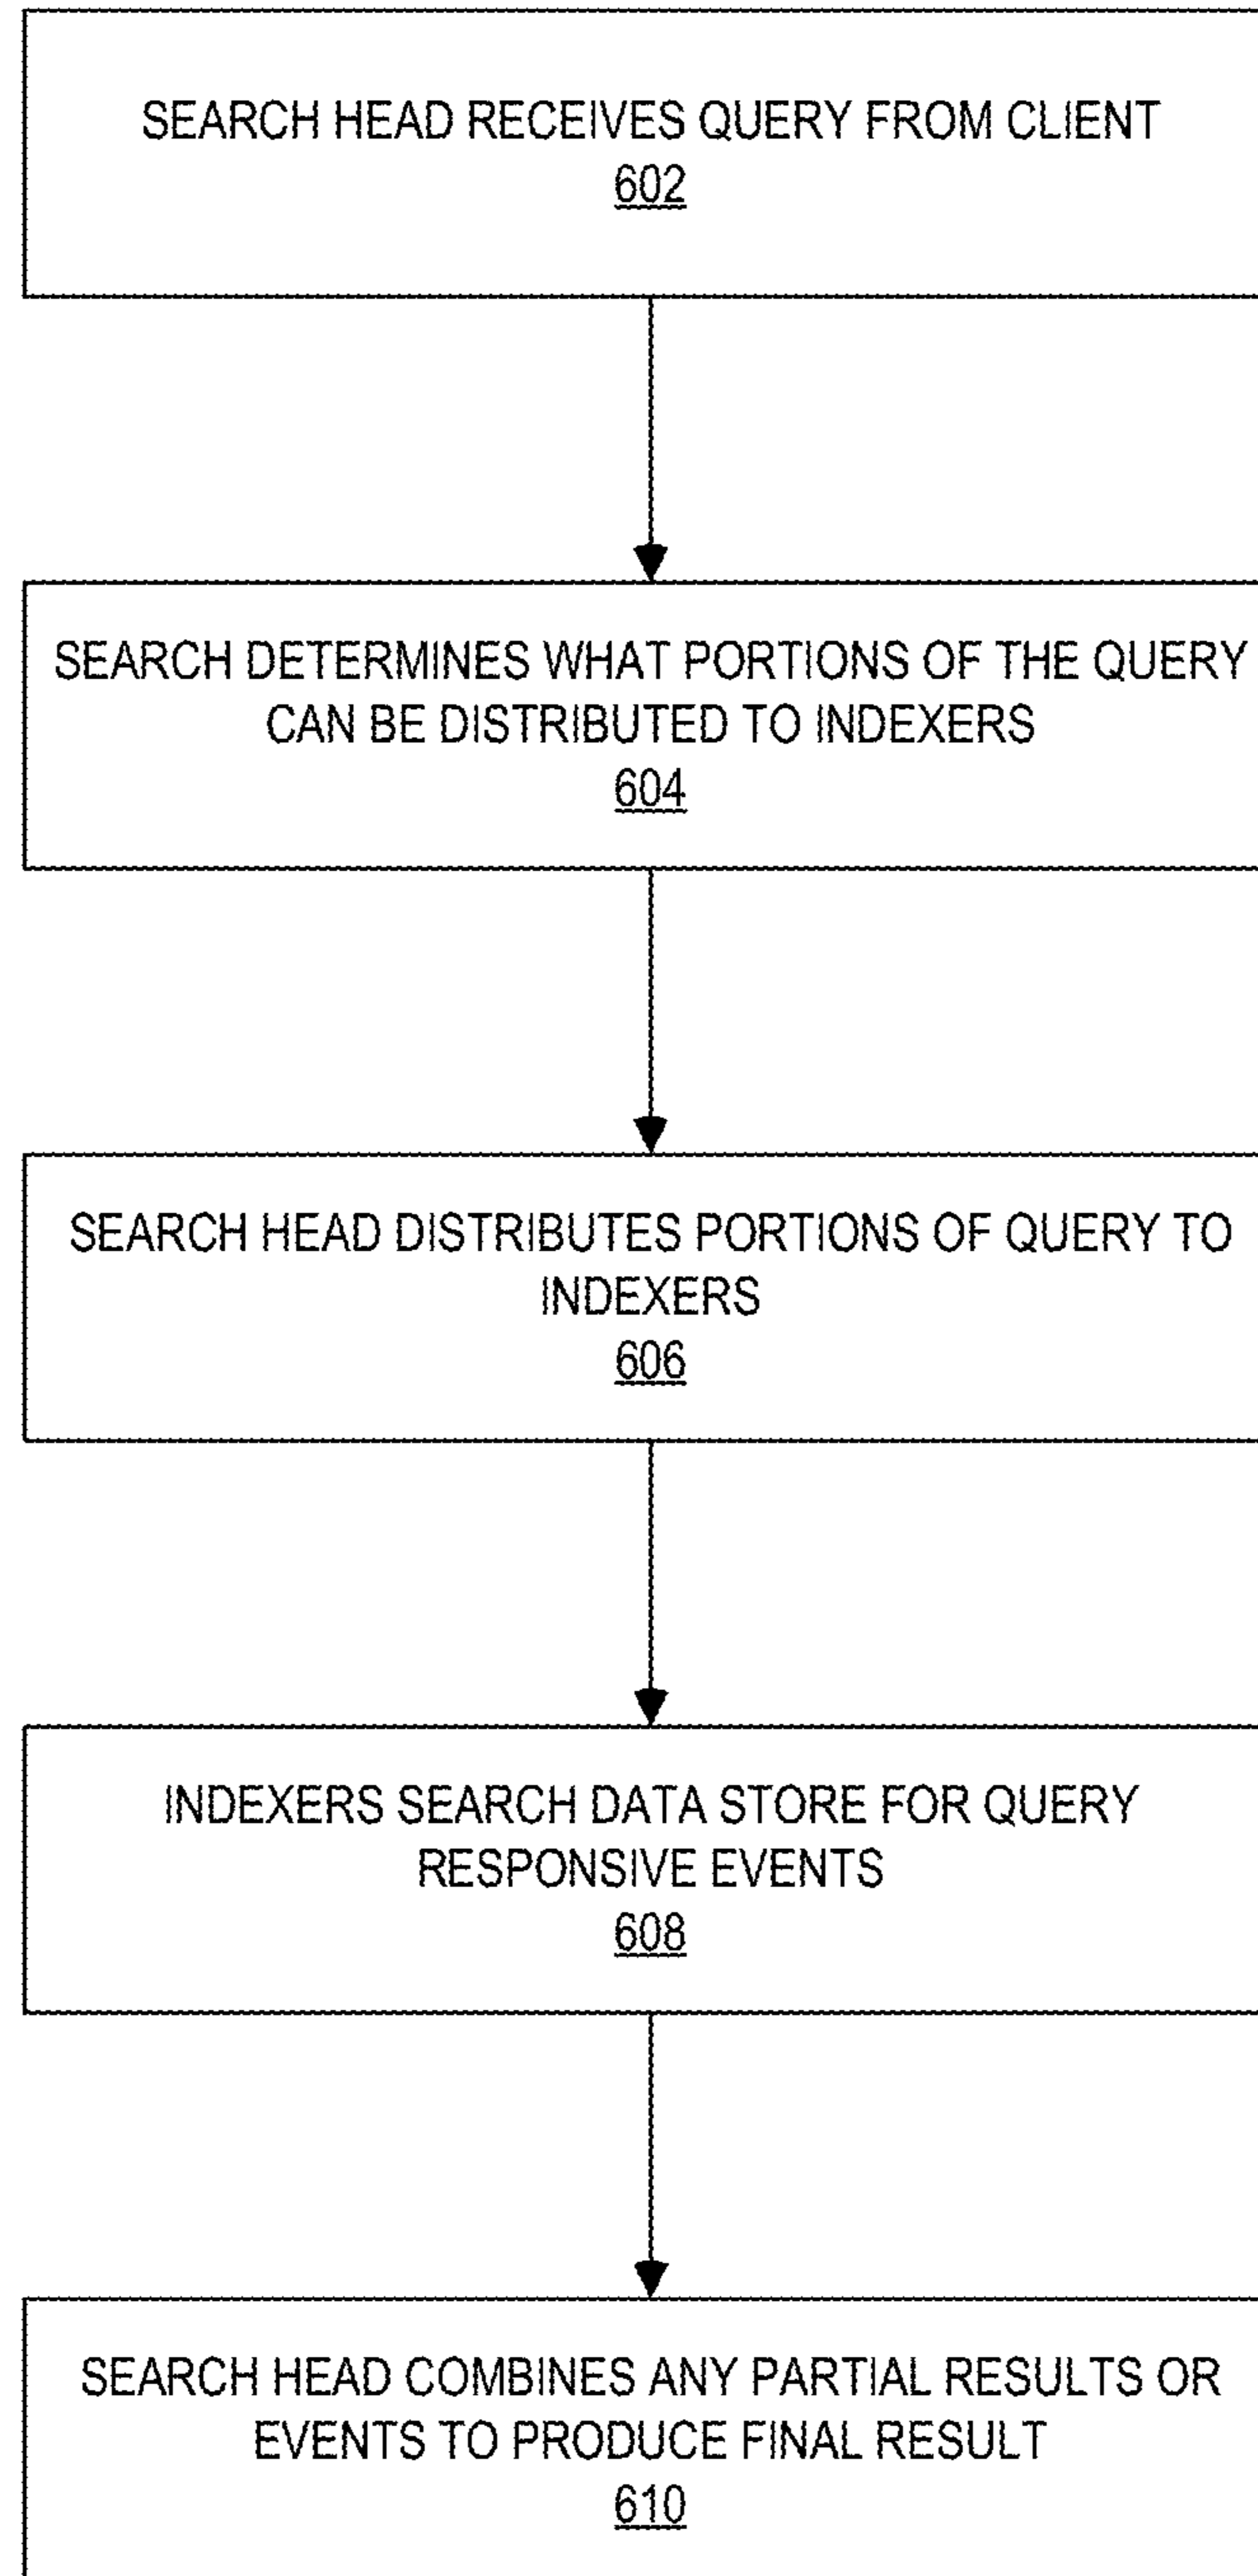 SEARCH HEAD RECEIVES QUERY FROM CLIENT
602
SEARCH DETERMINES WHAT PORTIONS OF THE QUERY
CAN BE DISTRIBUTED TO INDEXERS
604
SEARCH HEAD DISTRIBUTES PORTIONS OF QUERY TO
INDEXERS
606
INDEXERS SEARCH DATA STORE FOR QUERY
RESPONSIVE EVENTS
608
SEARCH HEAD COMBINES ANY PARTIAL RESULTS OR
EVENTS TO PRODUCE FINAL RESULT
610